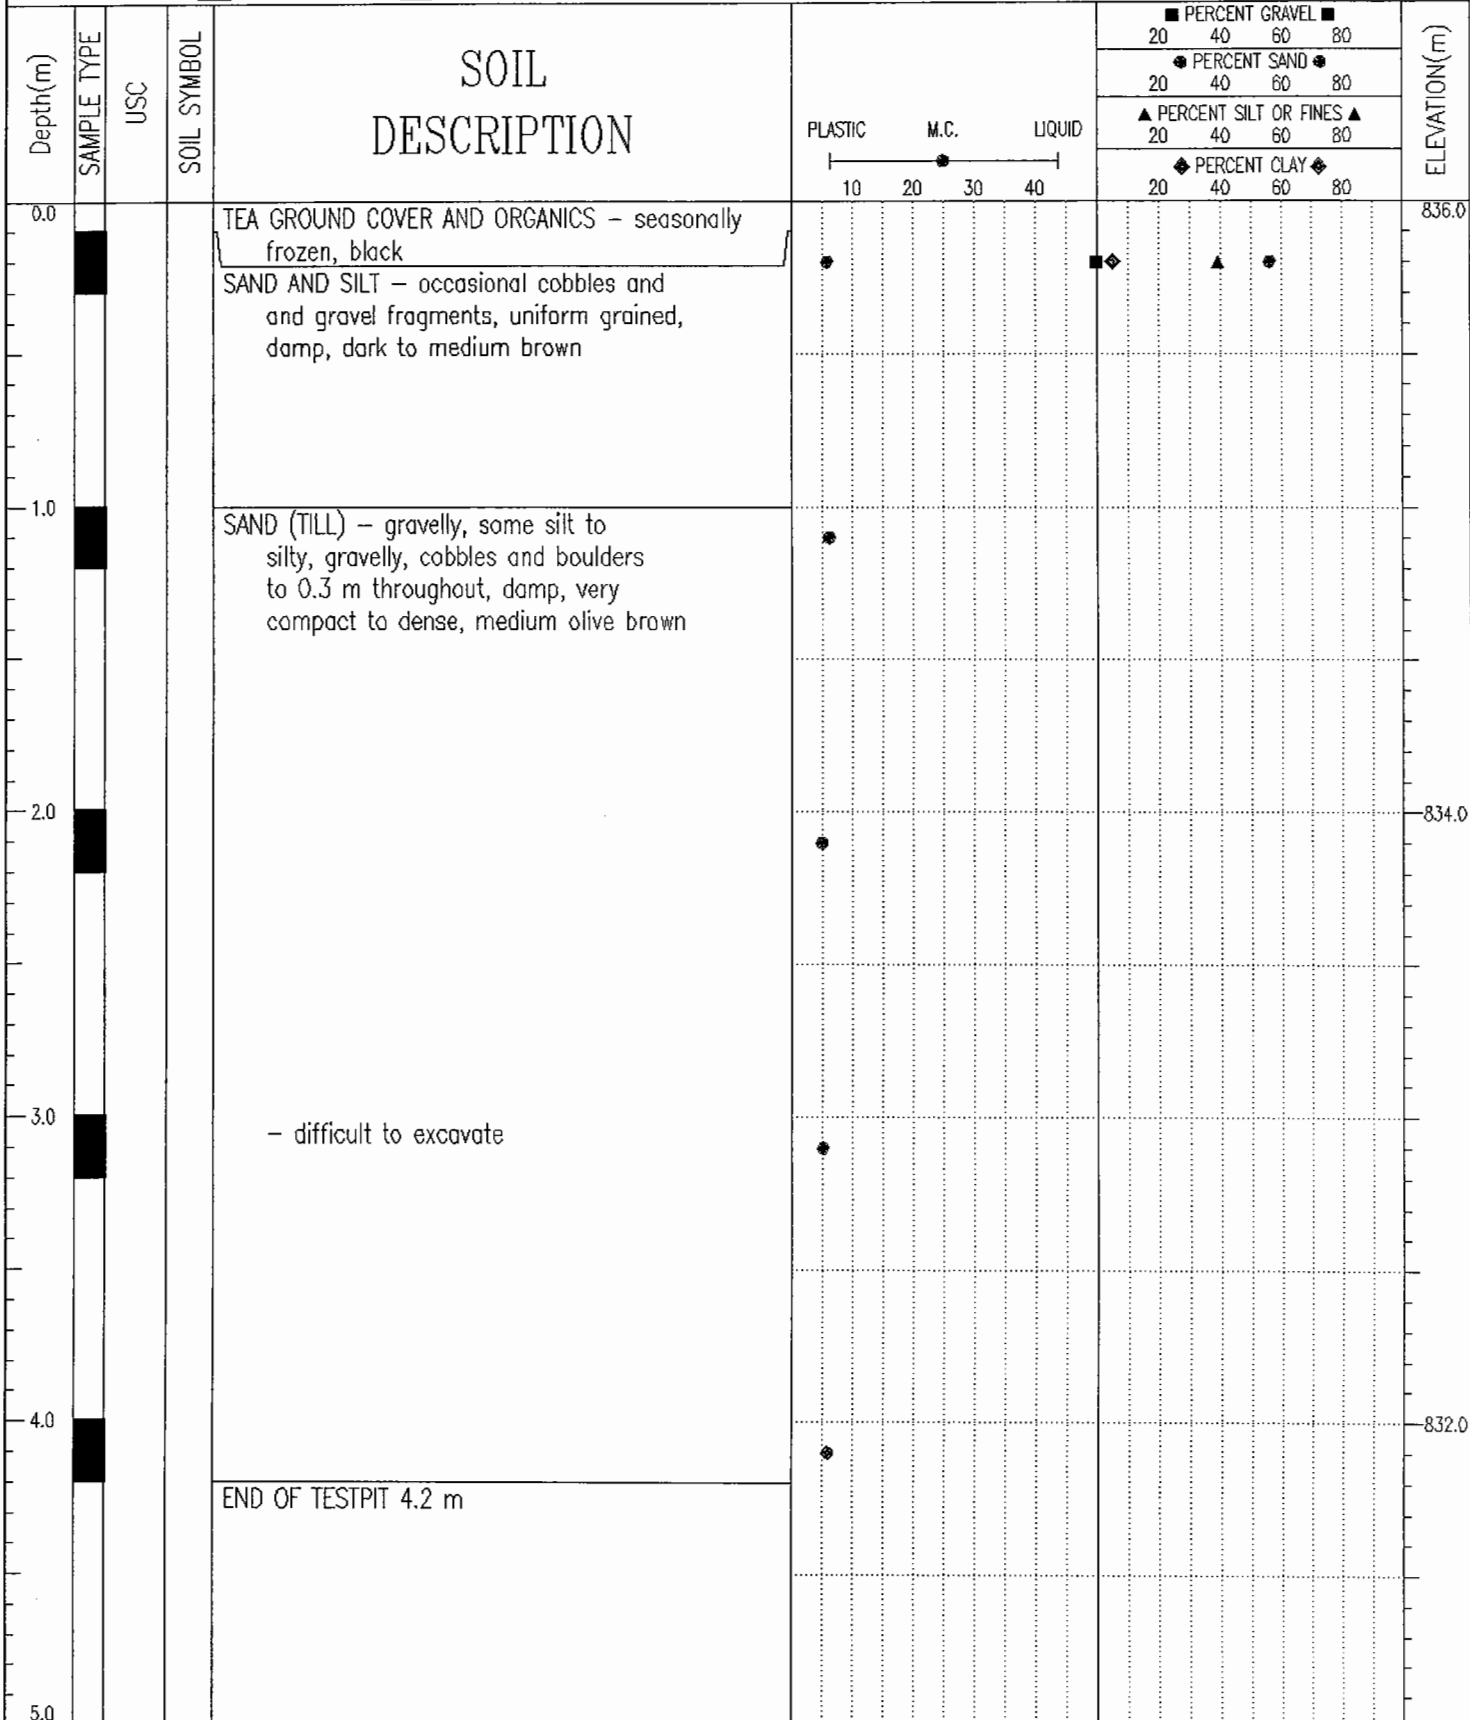 Depth(m)
SAMPLE TYPE
USC
SOIL SYMBOL
SOIL
DESCRIPTION
PLASTIC M.C. LIQUID
10 20 30 40
■ PERCENT GRAVEL ■
20 40 60 80
● PERCENT SAND ●
20 40 60 80
▲ PERCENT SILT OR FINES ▲
20 40 60 80
◆ PERCENT CLAY ◆
20 40 60 80
ELEVATION(m)
0.0
TEA GROUND COVER AND ORGANICS – seasonally
frozen, black
836.0
SAND AND SILT – occasional cobbles and
and gravel fragments, uniform grained,
damp, dark to medium brown
1.0
SAND (TILL) – gravelly, some silt to
silty, gravelly, cobbles and boulders
to 0.3 m throughout, damp, very
compact to dense, medium olive brown
2.0
834.0
3.0
– difficult to excavate
4.0
832.0
END OF TESTPIT 4.2 m
5.0